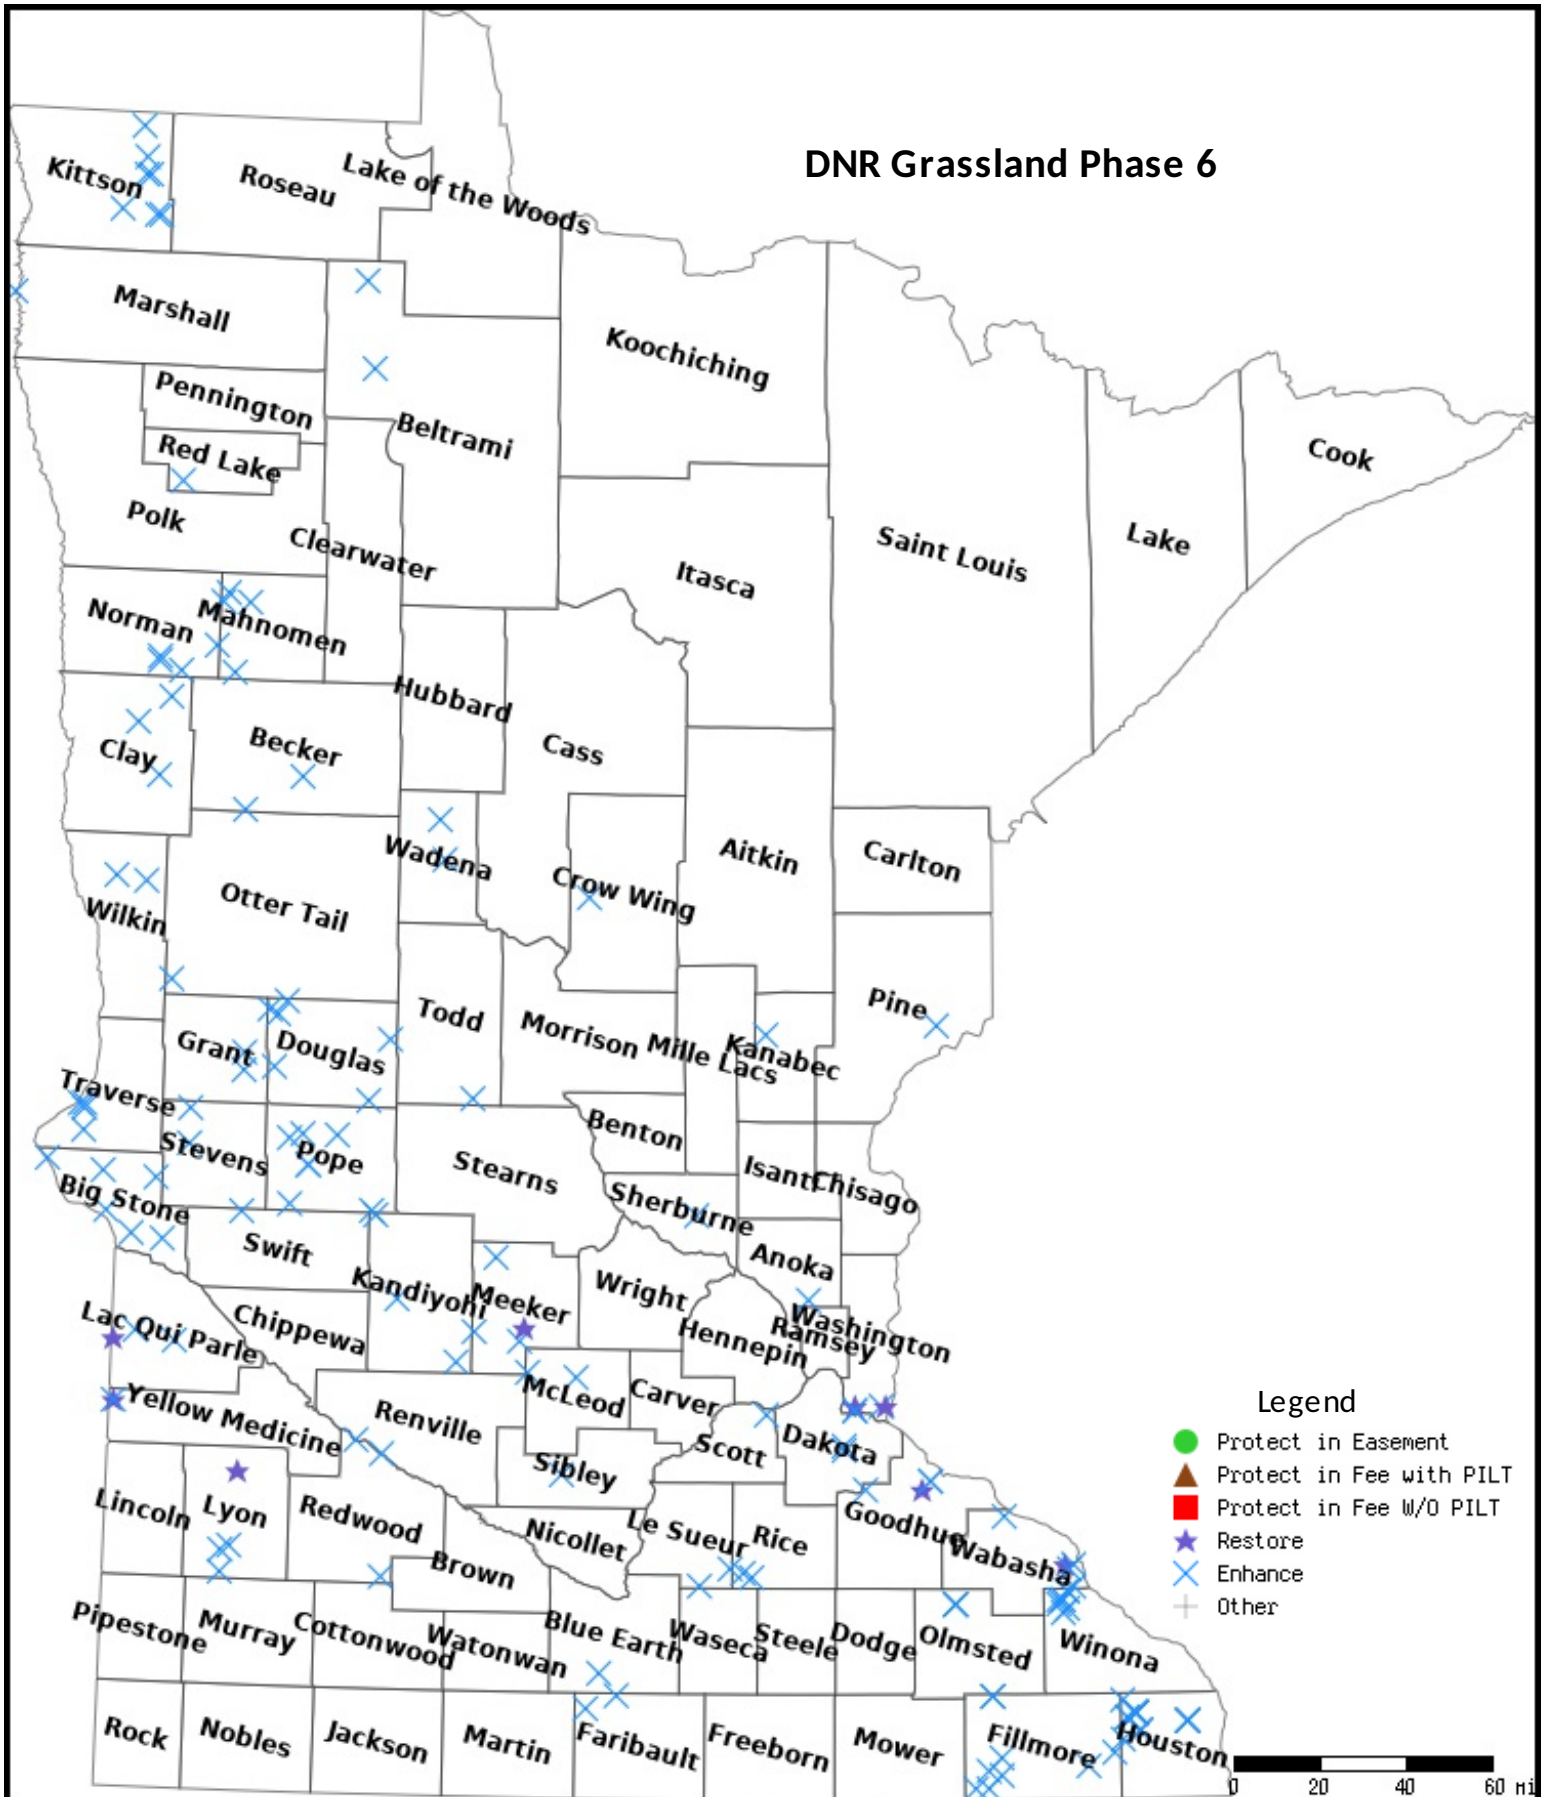 DNR Grassland Phase 6
Kittson
Roseau
Lake of the Woods
Marshall
Koochiching
Pennington
Beltrami
Red Lake
Cook
Polk
Clearwater
Saint Louis
Lake
Itasca
Norman
Mahnomen
Hubbard
Cass
Clay
Becker
Wadena
Aitkin
Carlton
Crow Wing
Otter Tail
Wilkin
Pine
Todd
Morrison
Mille Lacs
Kanabec
Grant
Douglas
Traverse
Stevens
Pope
Stearns
Benton
Isanti
Chisago
Big Stone
Sherburne
Swift
Anoka
Kandiyohi
Meeker
Wright
Washington
Ramsey
Hennepin
Lac Qui Parle
Chippewa
McLeod
Carver
Yellow Medicine
Renville
Scott
Dakota
Sibley
Legend
Protect in Easement
Protect in Fee with PILT
Protect in Fee W/O PILT
Restore
Enhance
Other
Lincoln
Lyon
Redwood
Nicollet
Le Sueur
Rice
Goodhue
Wabasha
Brown
Pipestone
Murray
Cottonwood
Watonwan
Blue Earth
Waseca
Steele
Dodge
Olmsted
Winona
Rock
Nobles
Jackson
Martin
Faribault
Freeborn
Mower
Fillmore
Houston
0 20 40 60 mi